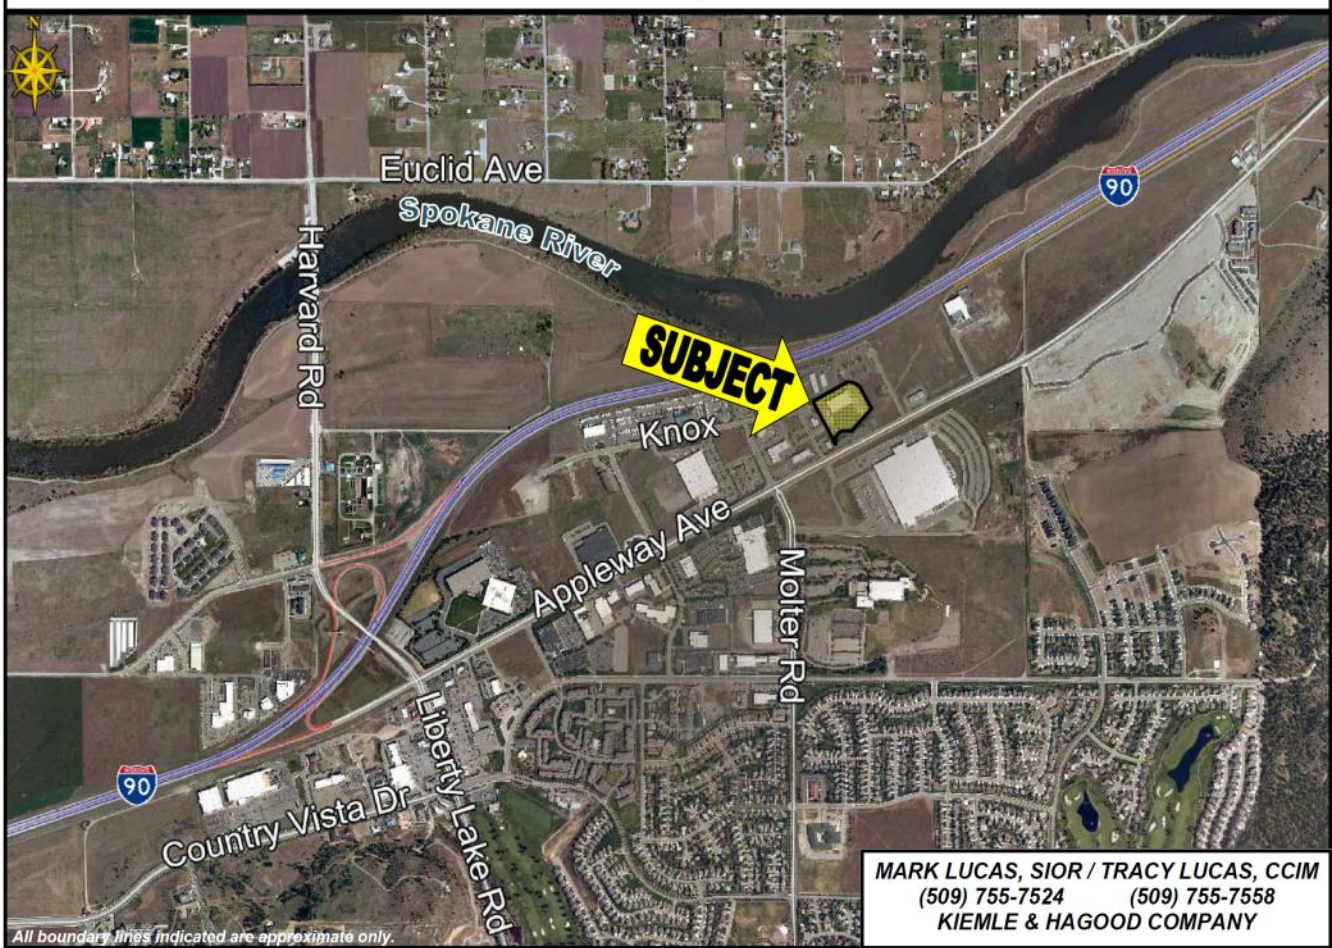 N
Euclid Ave
Spokane River
90
Harvard Rd
SUBJECT
Knox
Appleway Ave
Molter Rd
Liberty Lake Rd
90
Country Vista Dr
MARK LUCAS, SIOR / TRACY LUCAS, CCIM
(509) 755-7524 (509) 755-7558
KIEMLE & HAGOOD COMPANY
All boundary lines indicated are approximate only.